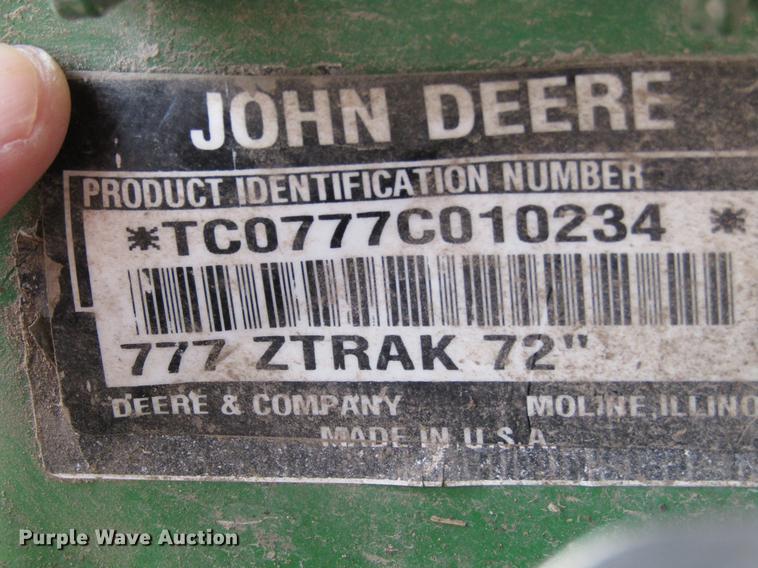 JOHN DEERE
PRODUCT IDENTIFICATION NUMBER
*TC0777C010234 *
777 ZTRAK 72"
DEERE & COMPANY MOLINE, ILLINO
MADE IN U.S.A.
Purple Wave Auction